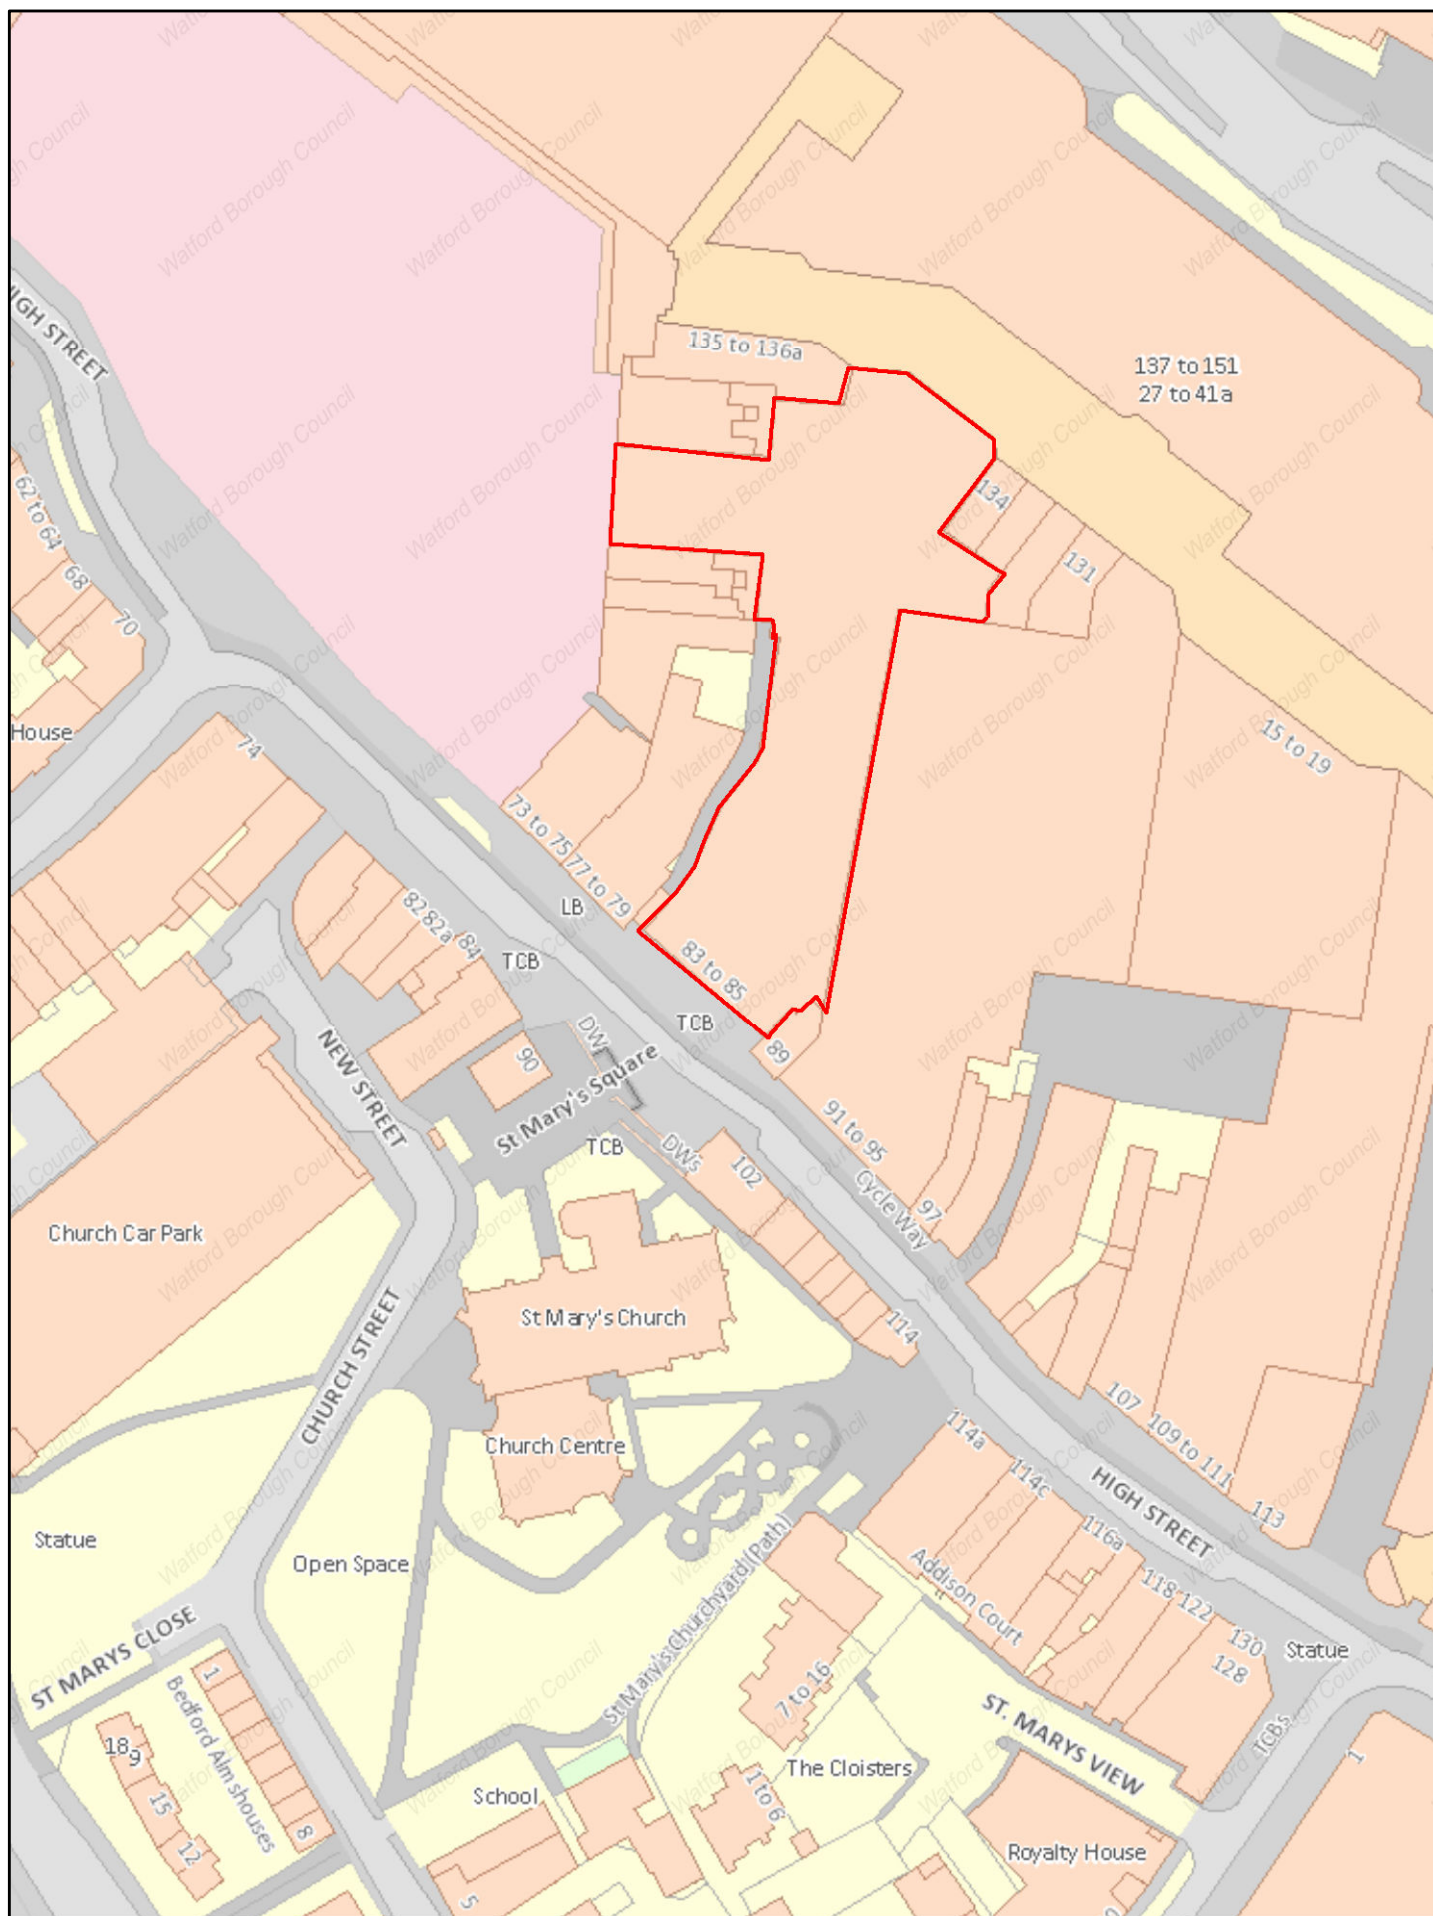 Watford Borough Council
135 to 136a
137 to 151
27 to 41a
HIGH STREET
134
131
62 to 64
68
70
House
74
15 to 19
73 to 75
77 to 79
LB
82
82a
84
TCB
83 to 85
TCB
89
DW
90
NEW STREET
St Mary's Square
TCB
DWs
102
91 to 95
Cycle Way
97
Church Car Park
St Mary's Church
114
CHURCH STREET
Church Centre
107
109 to 111
113
114a
114c
116a
HIGH STREET
118
122
130
128
Statue
Statue
Open Space
Addison Court
St Mary's Churchyard (Path)
ST MARYS CLOSE
1
Bedford Almshouses
8
18
9
15
12
7 to 16
ST. MARYS VIEW
TCBs
1
The Cloisters
1 to 6
School
Royalty House
5